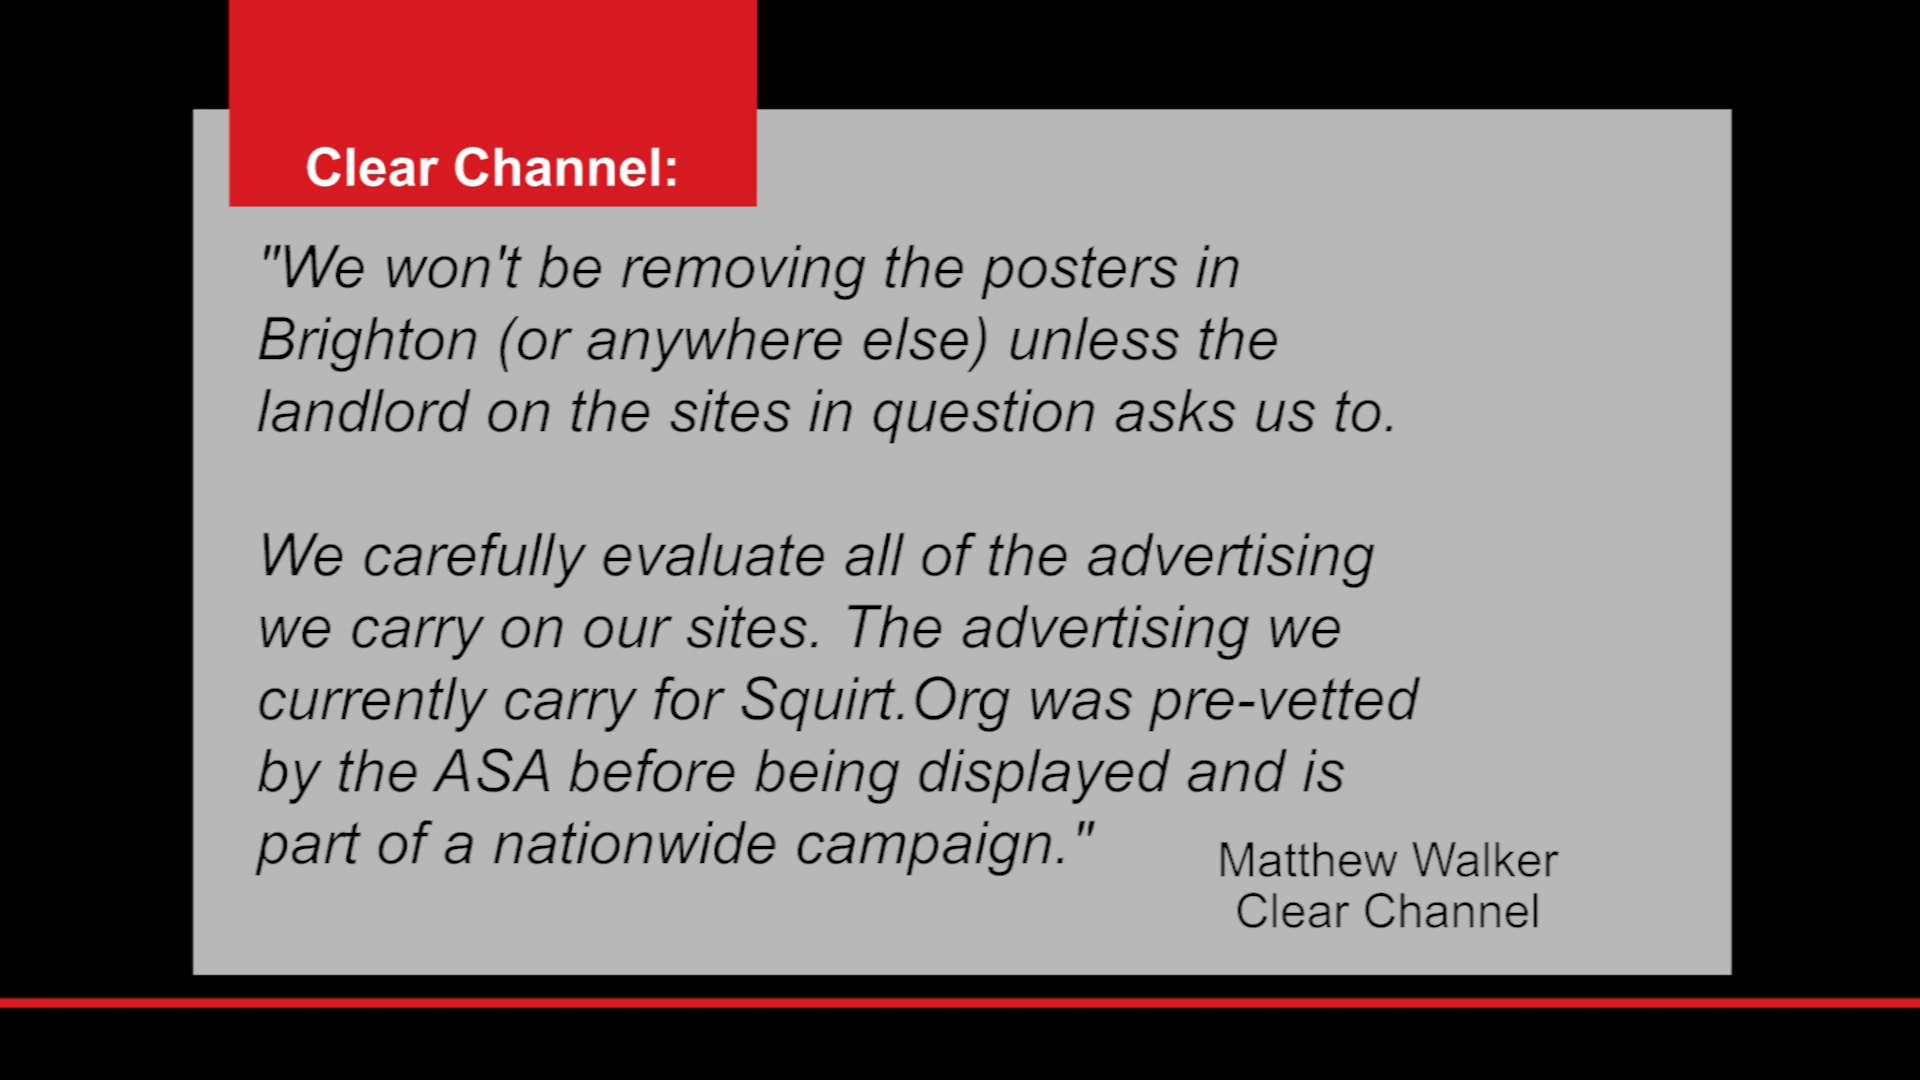 Clear Channel:
"We won't be removing the posters in
Brighton (or anywhere else) unless the
landlord on the sites in question asks us to.
We carefully evaluate all of the advertising
we carry on our sites. The advertising we
currently carry for Squirt.Org was pre-vetted
by the ASA before being displayed and is
part of a nationwide campaign."
Matthew Walker
Clear Channel